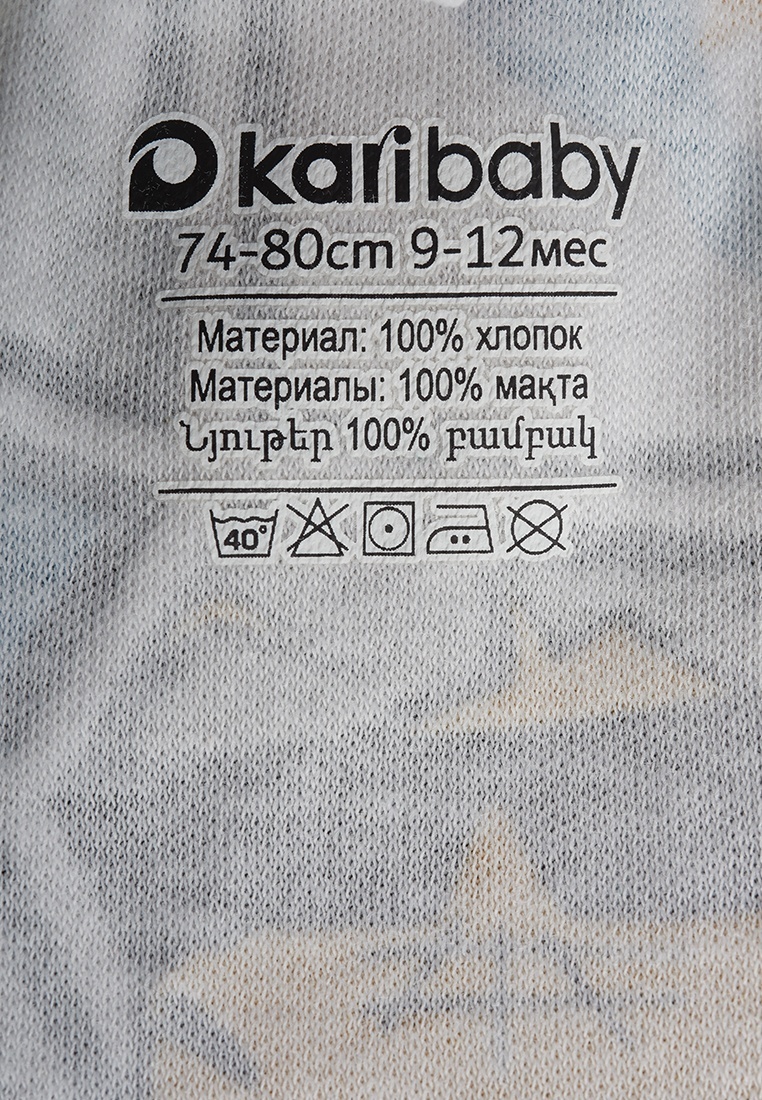 karibaby
74-80cm 9-12мес
Материал: 100% хлопок
Материалы: 100% мақта
Նյութեր 100% բամբակ
40°